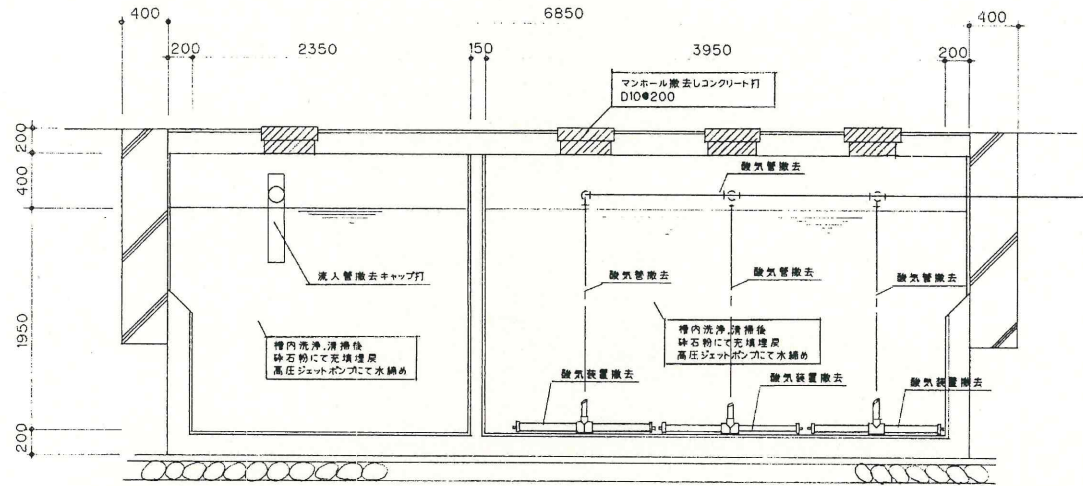 400
6850
400
200
2350
150
3950
200
マンホール撤去しコンクリート打
D10@200
200
400
1950
200
酸気管撤去
流入管撤去キャップ打
酸気管撤去
酸気管撤去
酸気管撤去
槽内洗浄、清掃後
砕石粉にて充填埋戻
高圧ジェットポンプにて水締め
槽内洗浄、清掃後
砕石粉にて充填埋戻
高圧ジェットポンプにて水締め
酸気装置撤去
酸気装置撤去
酸気装置撤去